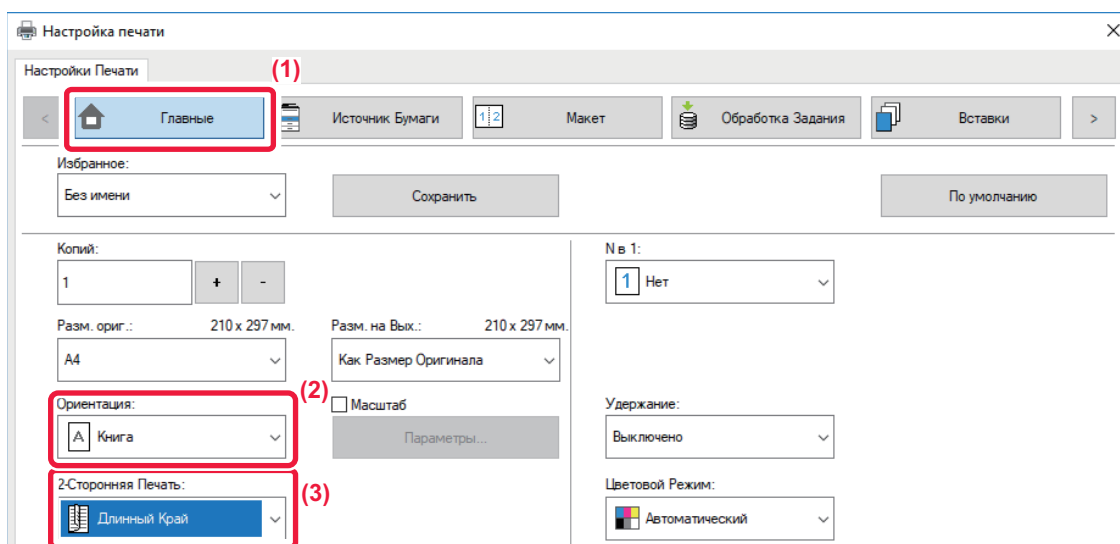 Настройка печати
Настройки Печати
(1)
<
Главные
Источник Бумаги
1 2
Макет
Обработка Задания
Вставки
>
Избранное:
Без имени
Сохранить
По умолчанию
Копий:
N в 1:
1
+
-
1 Нет
Разм. ориг.: 210 x 297 мм.
Разм. на Вых.: 210 x 297 мм.
A4
Как Размер Оригинала
(2)
Ориентация:
Масштаб
Удержание:
A Книга
Параметры...
Выключено
2-Сторонняя Печать:
(3)
Цветовой Режим:
Длинный Край
Автоматический